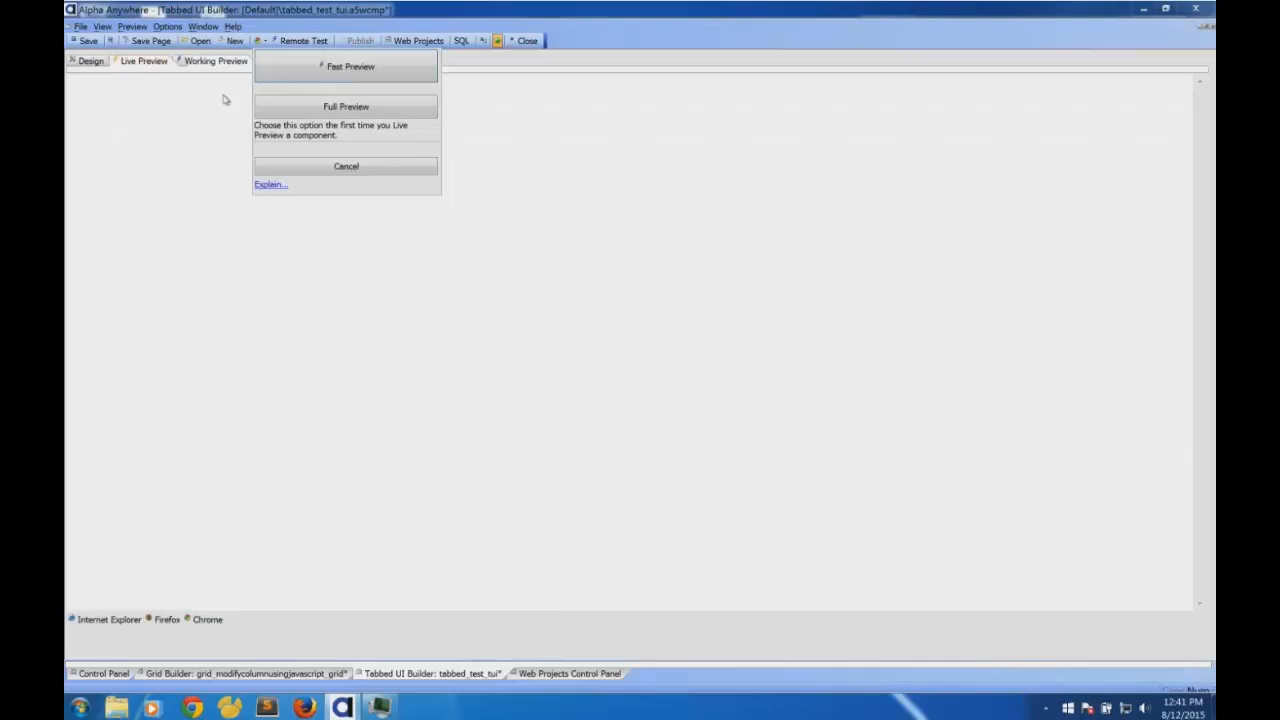 Alpha Anywhere - [Tabbed UI Builder: [Default]\tabbed_test_tui.a5wcmp*]
File View Preview Options Window Help
Save Save Page Open New Remote Test Publish Web Projects SQL Close
Design Live Preview Working Preview
Fast Preview
Full Preview
Choose this option the first time you Live
Preview a component.
Cancel
Explain...
Internet Explorer Firefox Chrome
Control Panel Grid Builder: grid_modifycolumnusingjavascript_grid* Tabbed UI Builder: tabbed_test_tui* Web Projects Control Panel
Num
12:41 PM
8/12/2015